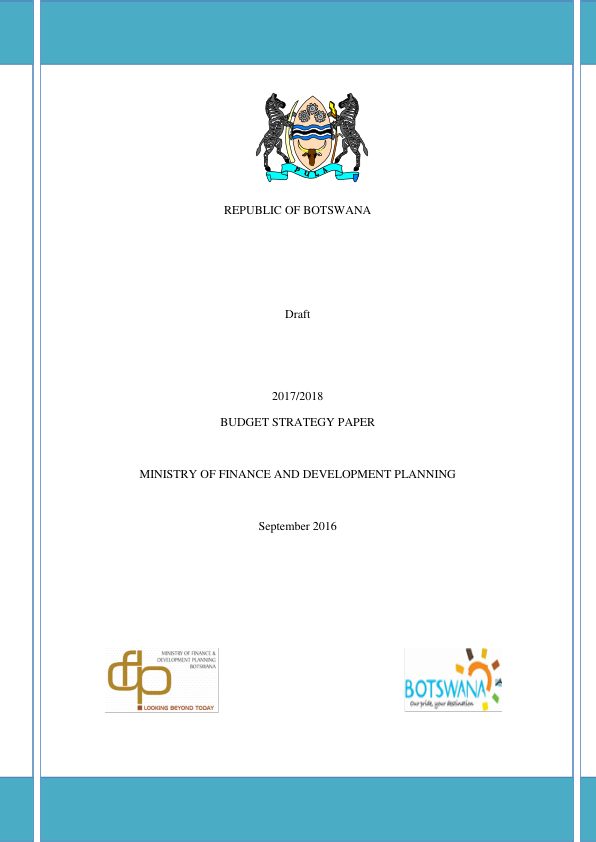 PULA
REPUBLIC OF BOTSWANA
Draft
2017/2018
BUDGET STRATEGY PAPER
MINISTRY OF FINANCE AND DEVELOPMENT PLANNING
September 2016
MINISTRY OF FINANCE &
DEVELOPMENT PLANNING
BOTSWANA
dfp
LOOKING BEYOND TODAY
BOTSWANA
Our pride, your destination